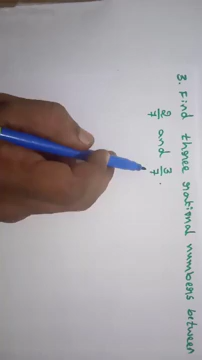 3. Find three rational numbers between
2/7 and 3/7.